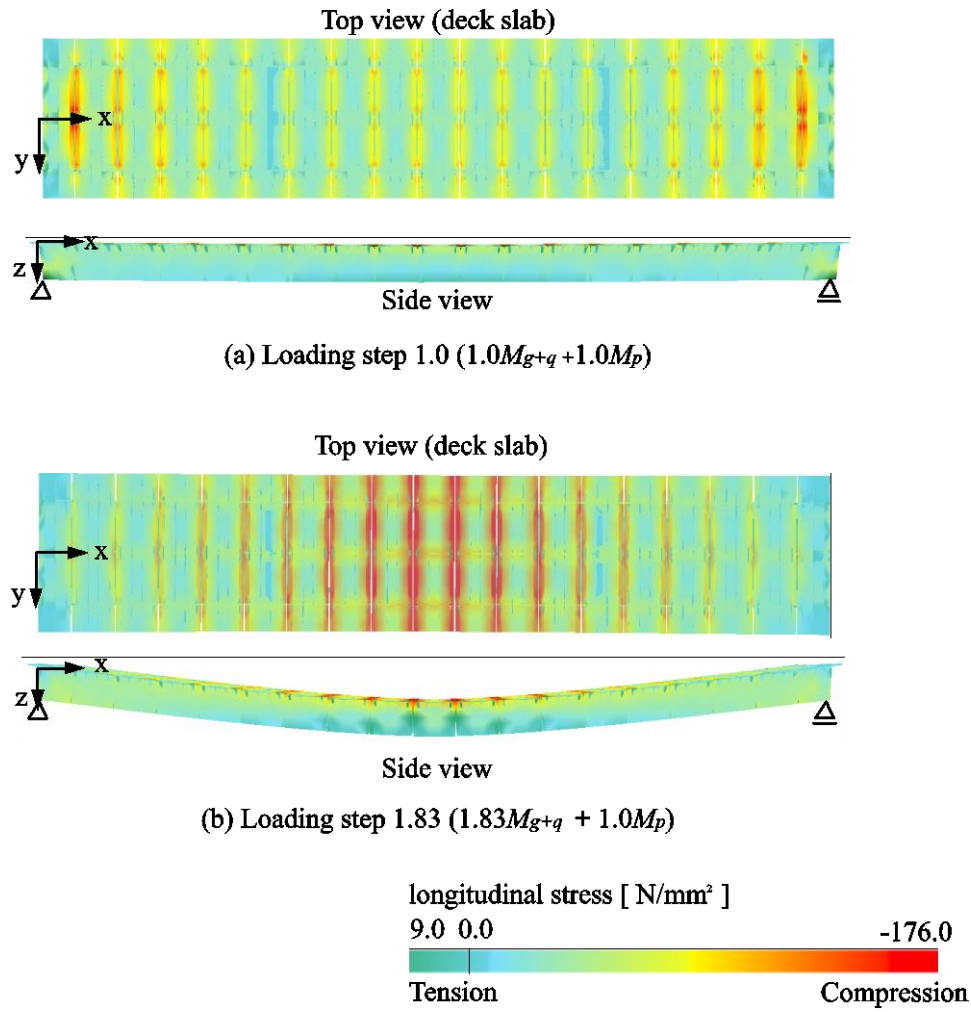 Top view (deck slab)
x
y
x
z
Side view
(a) Loading step 1.0 (1.0Mg+q +1.0Mp)
Top view (deck slab)
x
y
x
z
Side view
(b) Loading step 1.83 (1.83Mg+q + 1.0Mp)
longitudinal stress [ N/mm² ]
9.0 0.0 -176.0
Tension Compression